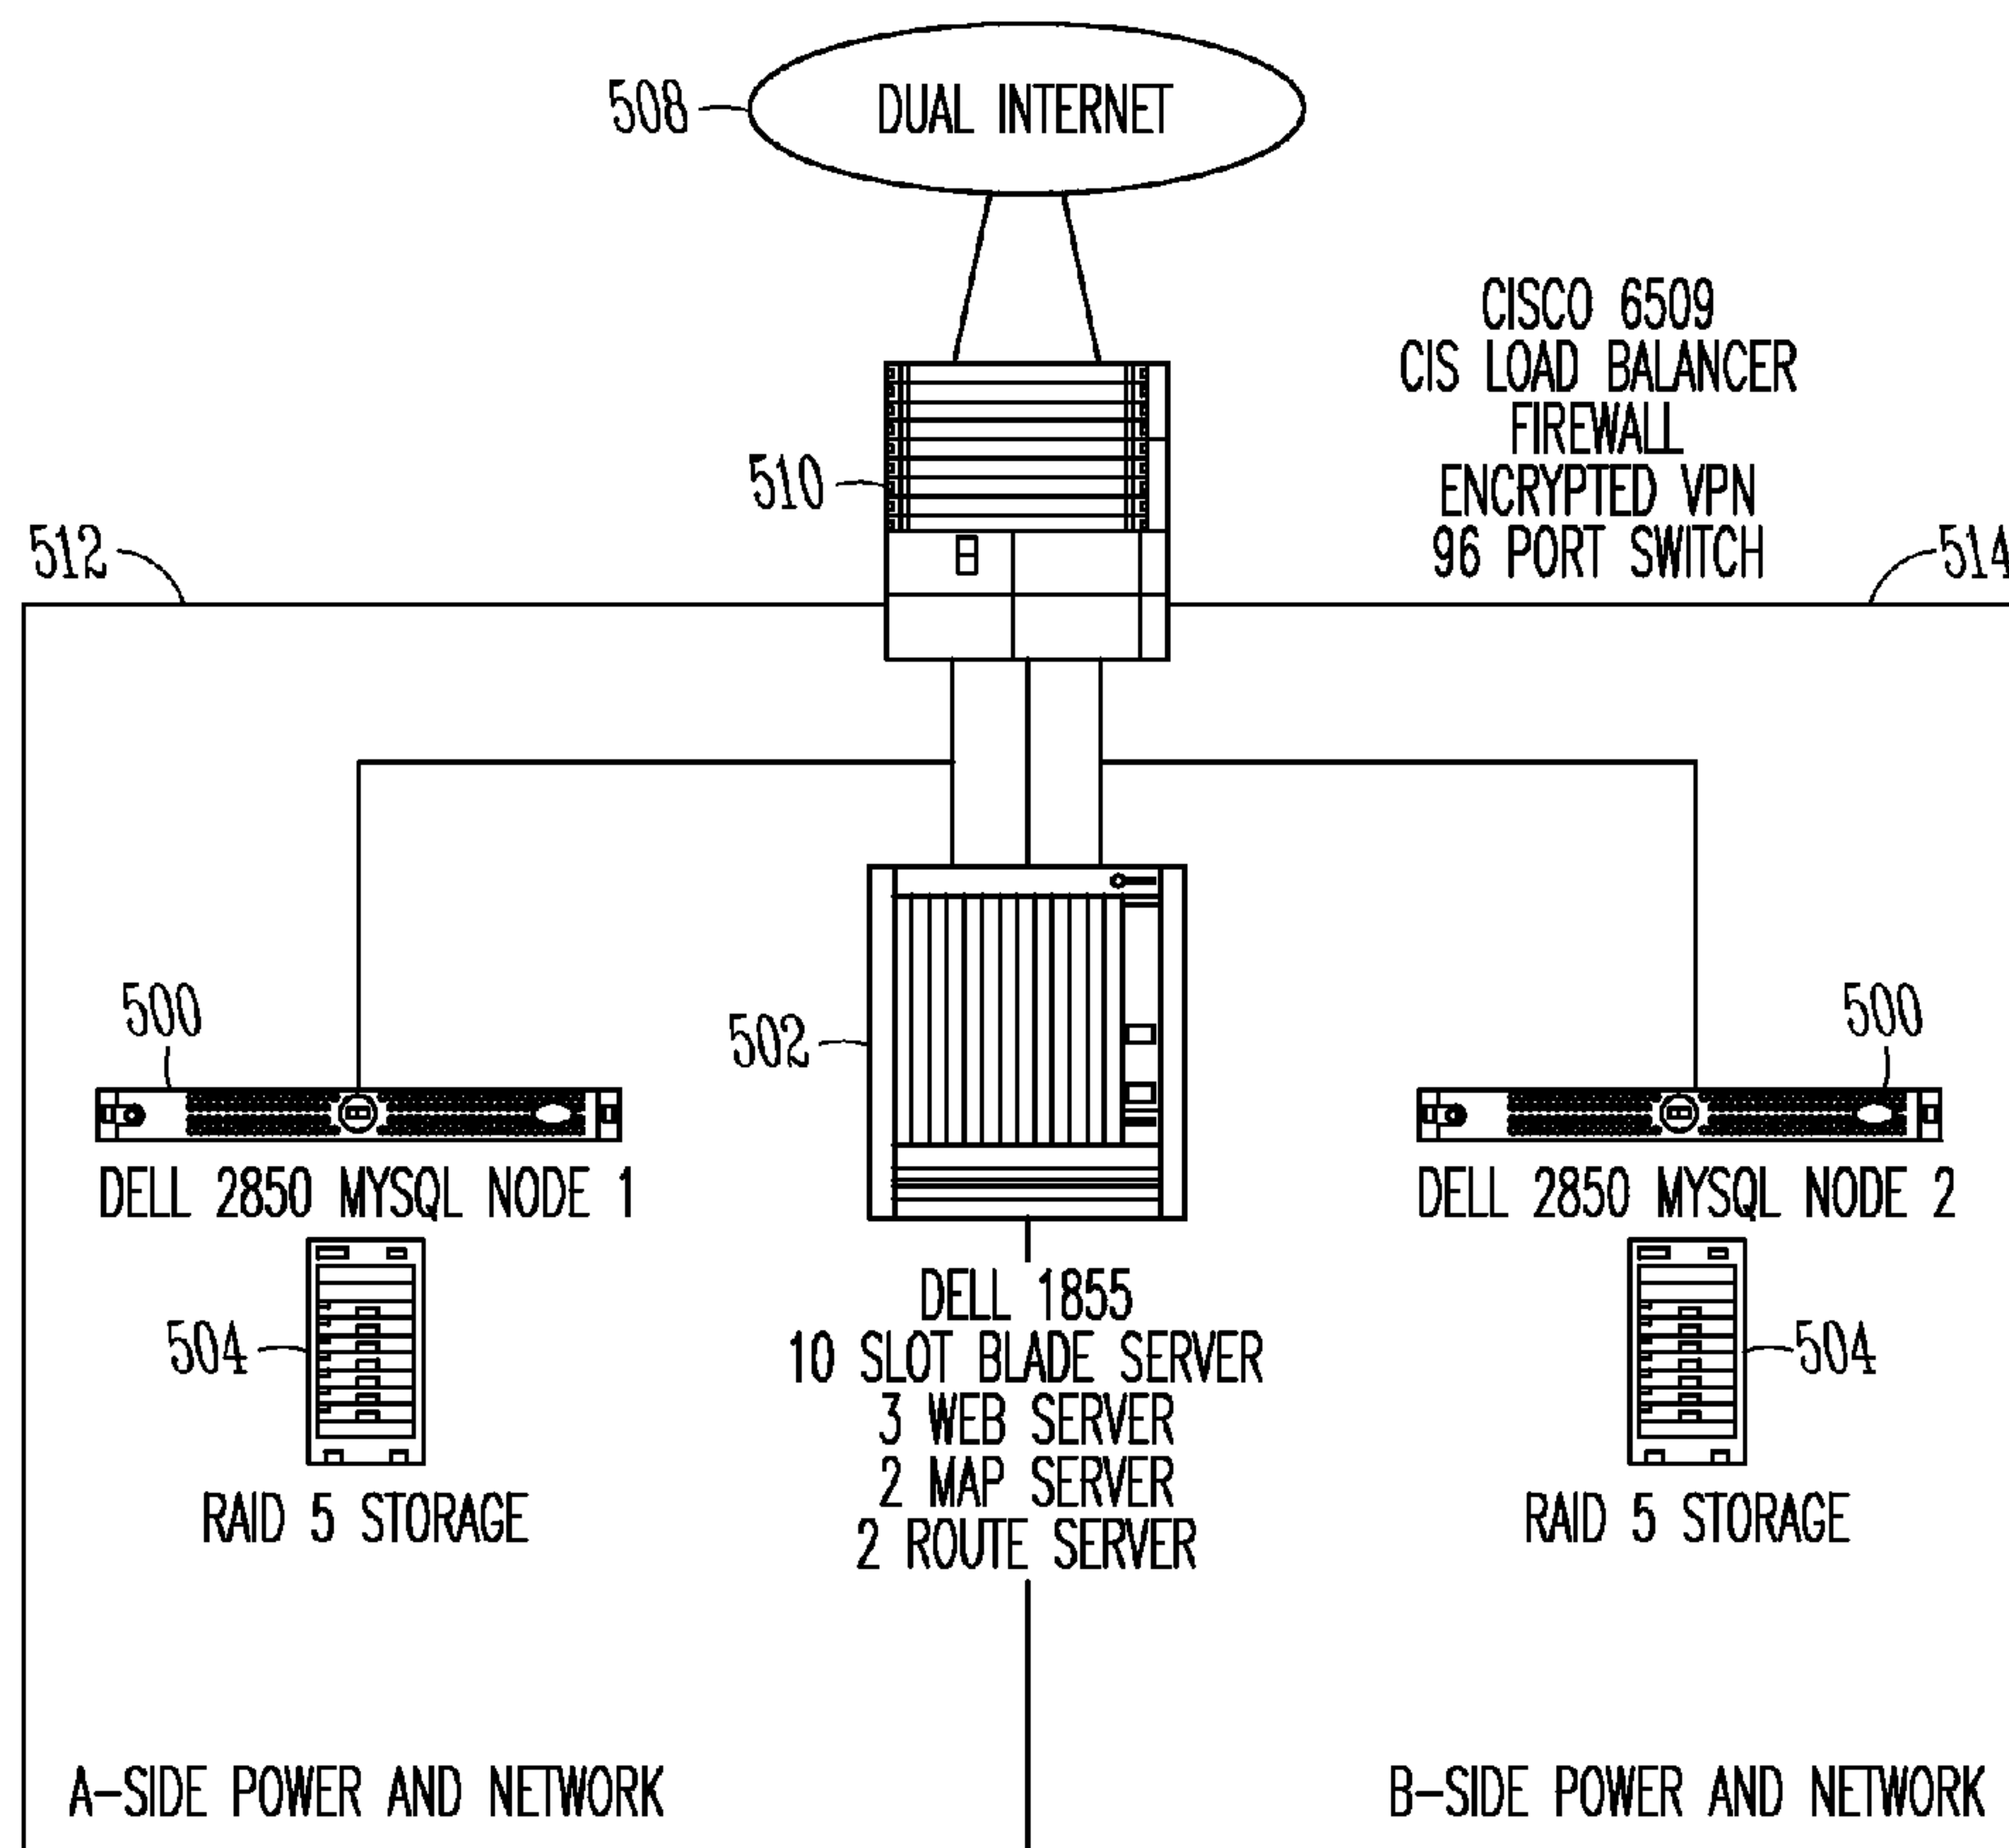 508
DUAL INTERNET
CISCO 6509
CIS LOAD BALANCER
FIREWALL
ENCRYPTED VPN
96 PORT SWITCH
510
512
514
500
502
500
DELL 2850 MYSQL NODE 1
DELL 2850 MYSQL NODE 2
504
DELL 1855
10 SLOT BLADE SERVER
3 WEB SERVER
2 MAP SERVER
2 ROUTE SERVER
504
RAID 5 STORAGE
RAID 5 STORAGE
A-SIDE POWER AND NETWORK
B-SIDE POWER AND NETWORK